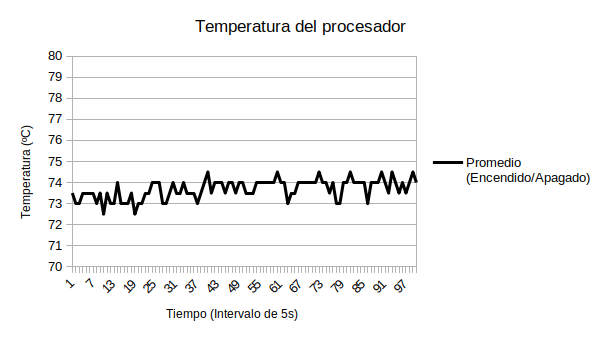 Temperatura del procesador
Temperatura (ºC)
80
79
78
77
76
75
74
73
72
71
70
1 7 13 19 25 31 37 43 49 55 61 67 73 79 85 91 97
Tiempo (Intervalo de 5s)
Promedio
(Encendido/Apagado)